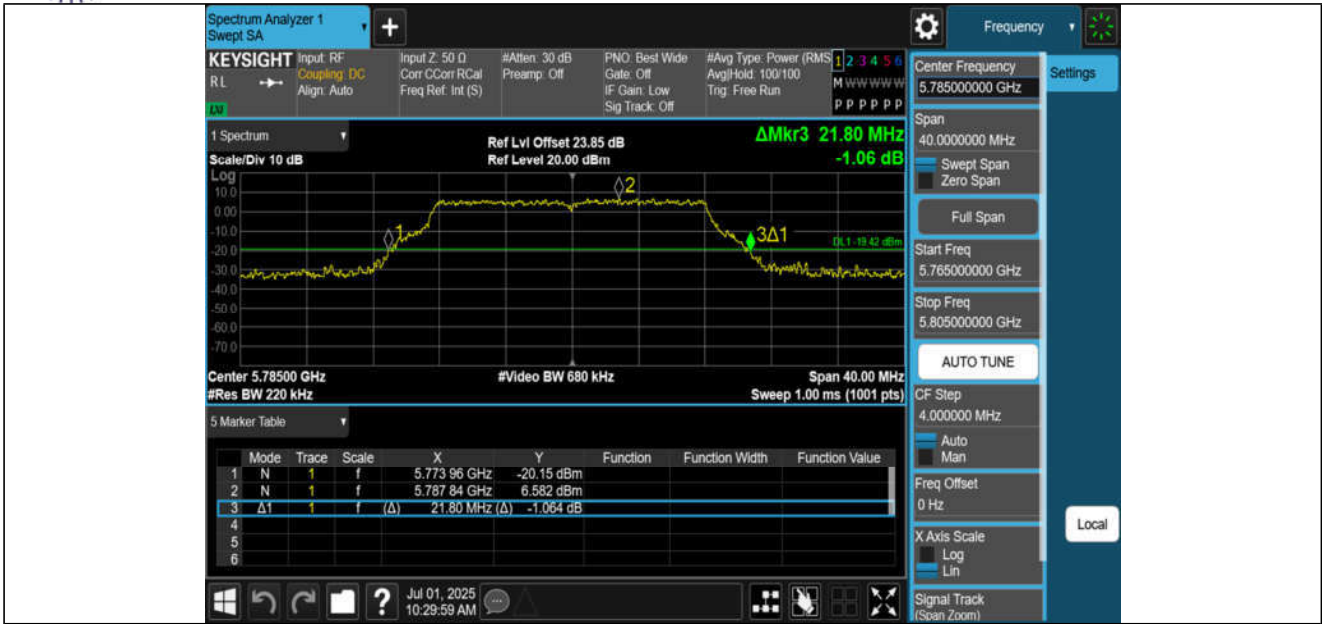 Spectrum Analyzer 1
Swept SA
+
Frequency
KEYSIGHT
RL
LXI
Input: RF
Coupling: DC
Align: Auto
Input Z: 50 Ω
Corr CCorr RCal
Freq Ref: Int (S)
#Atten: 30 dB
Preamp: Off
PNO: Best Wide
Gate: Off
IF Gain: Low
Sig Track: Off
#Avg Type: Power (RMS
Avg|Hold: 100/100
Trig: Free Run
1 2 3 4 5 6
M W W W W W
P P P P P P
1 Spectrum
Scale/Div 10 dB
Ref Lvl Offset 23.85 dB
Ref Level 20.00 dBm
ΔMkr3 21.80 MHz
-1.06 dB
Log
10.0
0.00
-10.0
-20.0
-30.0
-40.0
-50.0
-60.0
-70.0
1
2
3Δ1
DL1 -19.42 dBm
Center 5.78500 GHz
#Video BW 680 kHz
Span 40.00 MHz
#Res BW 220 kHz
Sweep 1.00 ms (1001 pts)
5 Marker Table
Mode Trace Scale X Y Function Function Width Function Value
1 N 1 f 5.773 96 GHz -20.15 dBm
2 N 1 f 5.787 84 GHz 6.582 dBm
3 Δ1 1 f (Δ) 21.80 MHz (Δ) -1.064 dB
4
5
6
?
Jul 01, 2025
10:29:59 AM
Center Frequency
5.785000000 GHz
Settings
Span
40.0000000 MHz
Swept Span
Zero Span
Full Span
Start Freq
5.765000000 GHz
Stop Freq
5.805000000 GHz
AUTO TUNE
CF Step
4.000000 MHz
Auto
Man
Freq Offset
0 Hz
X Axis Scale
Log
Lin
Signal Track
(Span Zoom)
Local